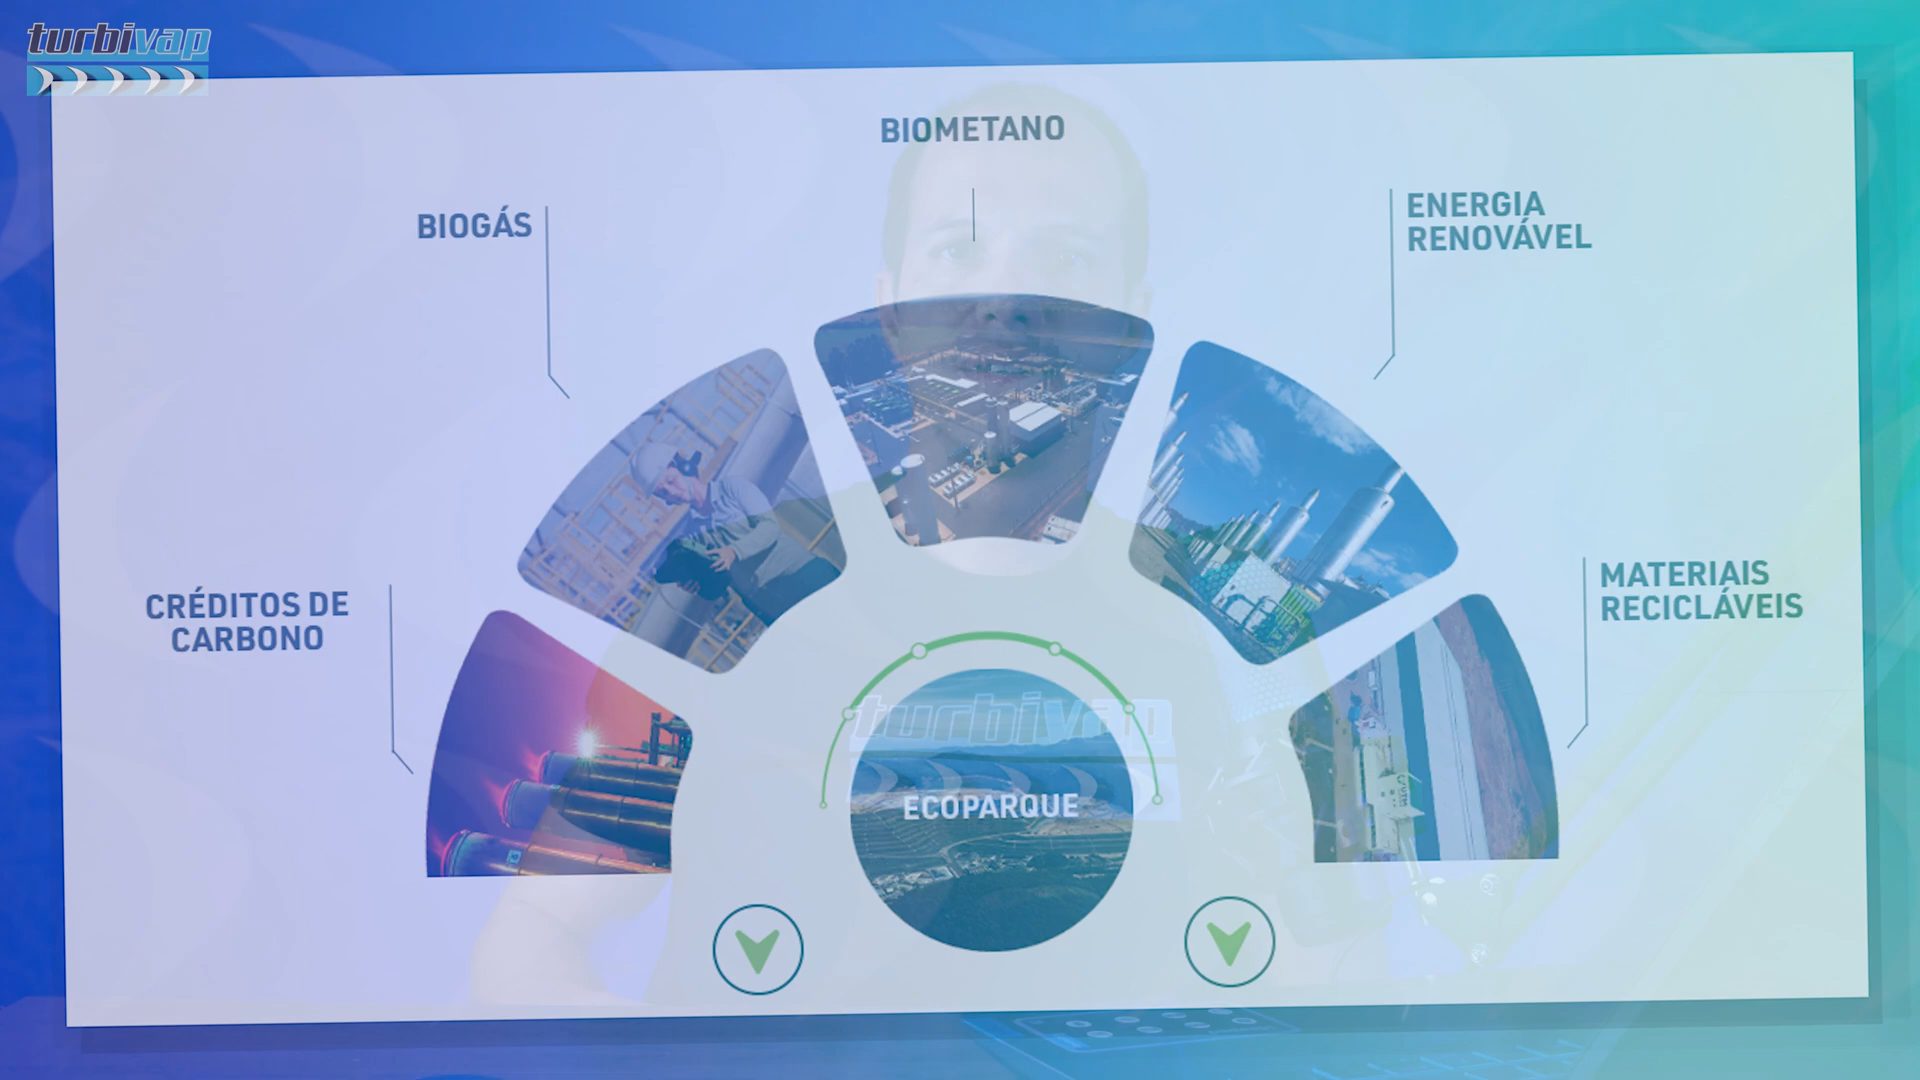 turbivap
BIOMETANO
BIOGÁS
ENERGIA
RENOVÁVEL
CRÉDITOS DE
CARBONO
MATERIAIS
RECICLÁVEIS
turbivap
ECOPARQUE